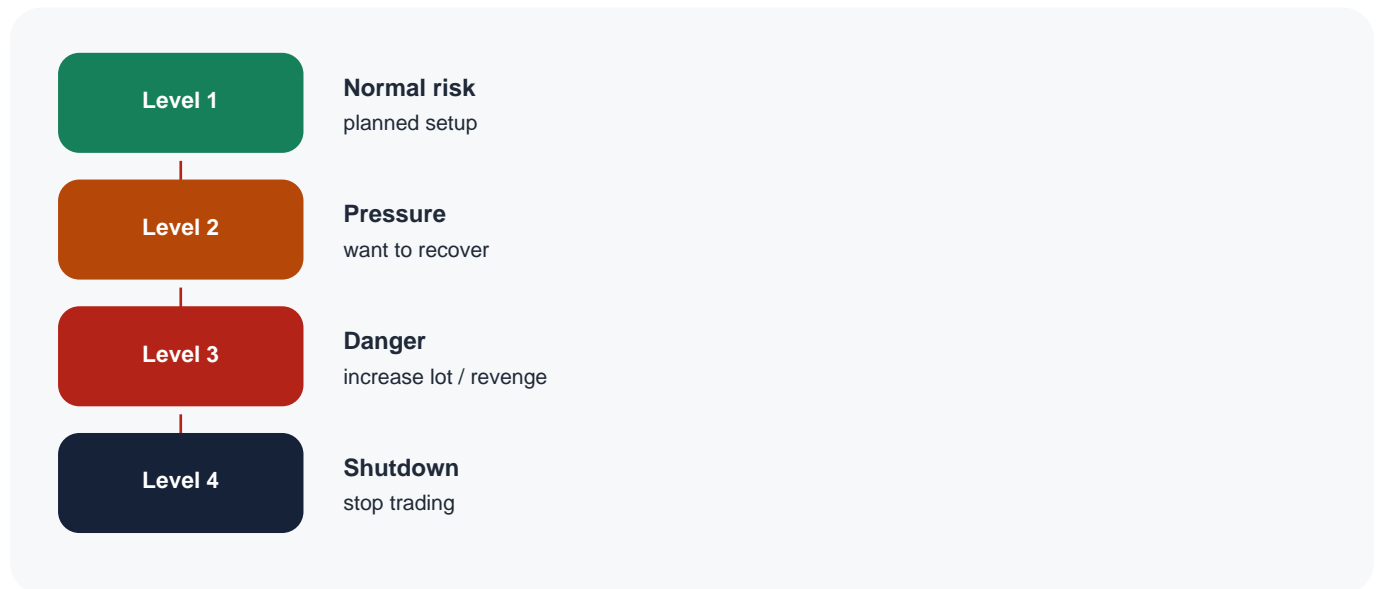 Level 1
Normal risk
planned setup
Level 2
Pressure
want to recover
Level 3
Danger
increase lot / revenge
Level 4
Shutdown
stop trading